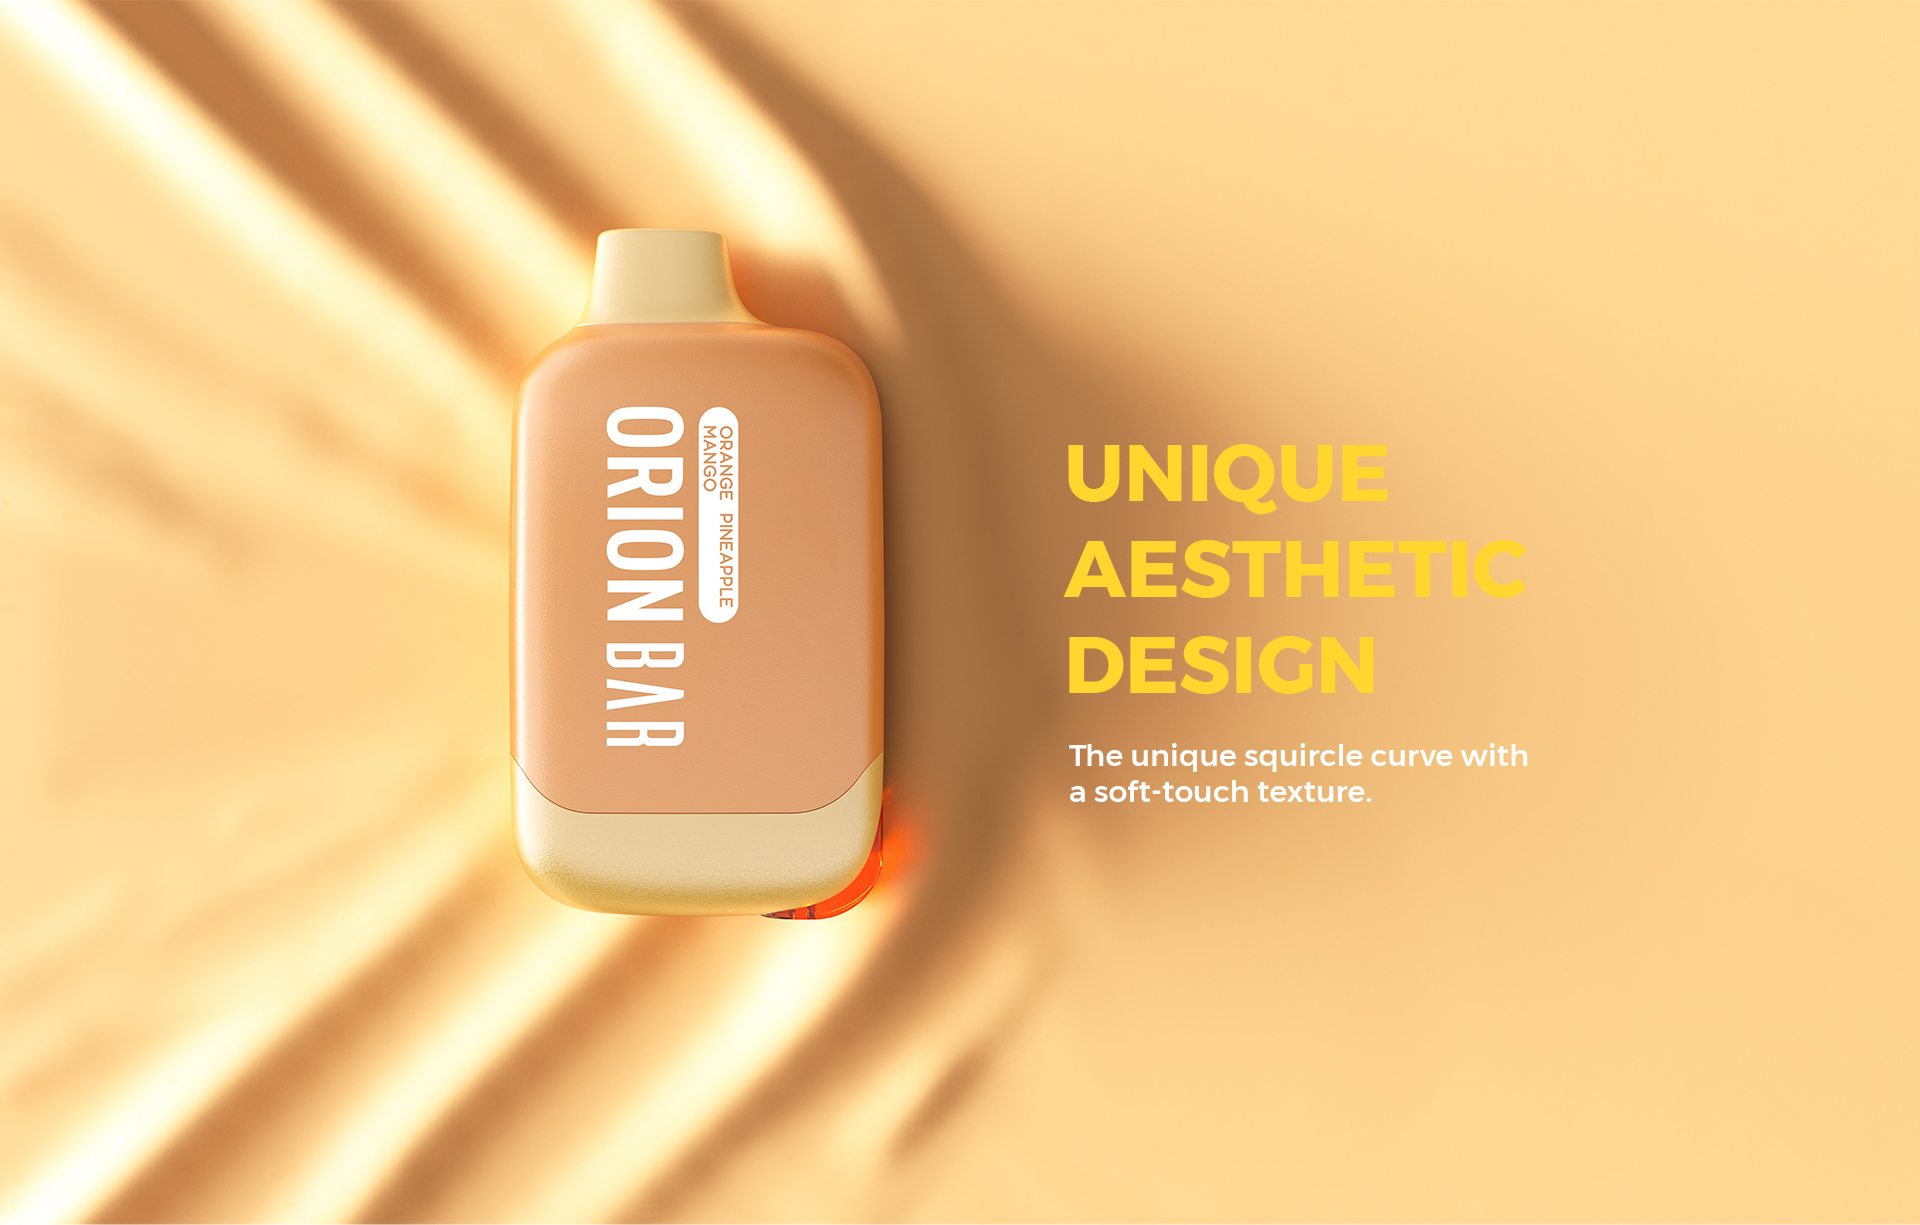 ORION BAR
ORANGE PINEAPPLE
MANGO
UNIQUE
AESTHETIC
DESIGN
The unique squircle curve with
a soft-touch texture.